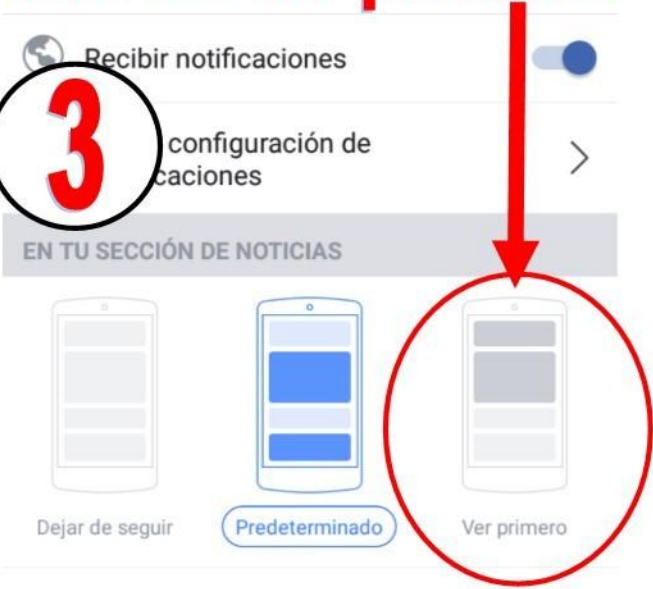 Recibir notificaciones
3
configuración de
caciones
EN TU SECCIÓN DE NOTICIAS
Dejar de seguir
Predeterminado
Ver primero